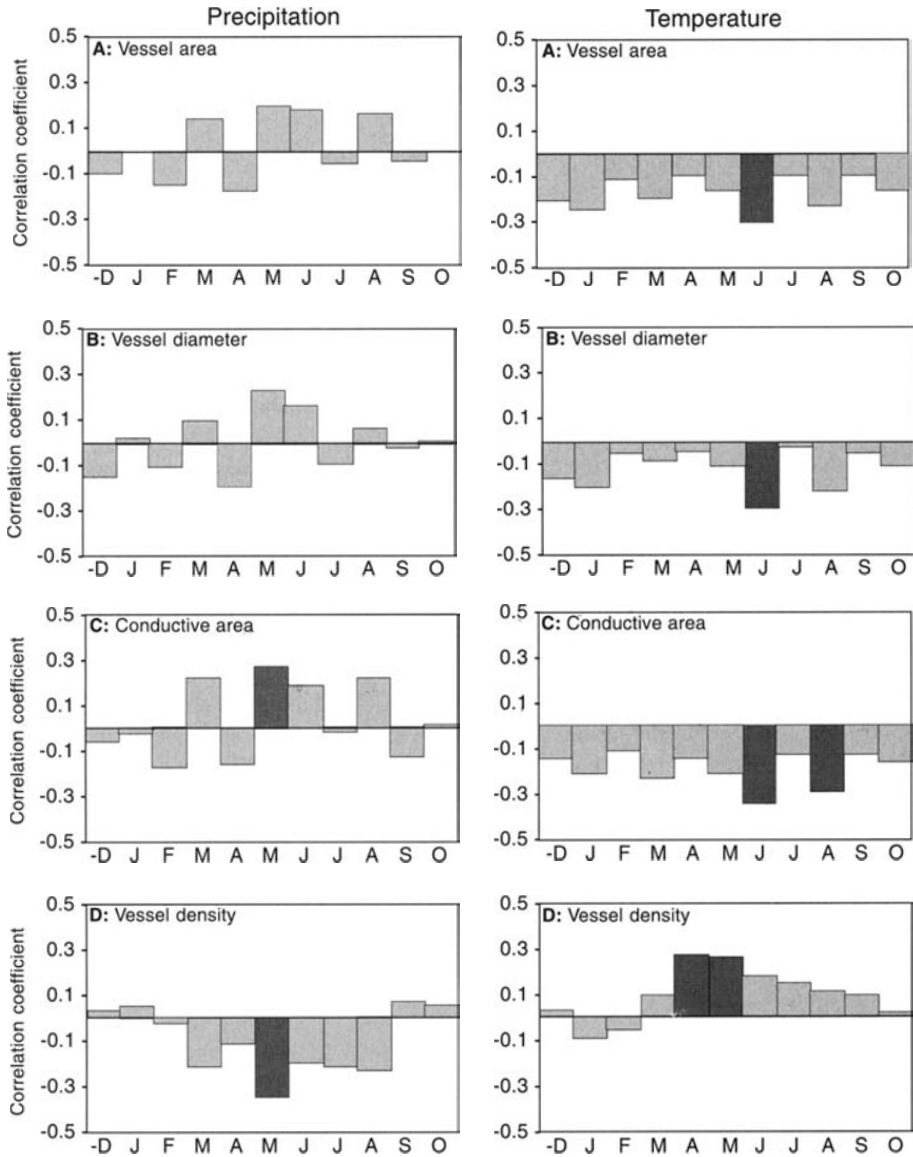 Precipitation Temperature
A: Vessel area
0.5
0.3
0.1
-0.1
-0.3
-0.5
Correlation coefficient
-D J F M A M J J A S O
A: Vessel area
0.5
0.3
0.1
-0.1
-0.3
-0.5
-D J F M A M J J A S O
B: Vessel diameter
0.5
0.3
0.1
-0.1
-0.3
-0.5
Correlation coefficient
-D J F M A M J J A S O
B: Vessel diameter
0.5
0.3
0.1
-0.1
-0.3
-0.5
-D J F M A M J J A S O
C: Conductive area
0.5
0.3
0.1
-0.1
-0.3
-0.5
Correlation coefficient
-D J F M A M J J A S O
C: Conductive area
0.5
0.3
0.1
-0.1
-0.3
-0.5
-D J F M A M J J A S O
D: Vessel density
0.5
0.3
0.1
-0.1
-0.3
-0.5
Correlation coefficient
-D J F M A M J J A S O
D: Vessel density
0.5
0.3
0.1
-0.1
-0.3
-0.5
-D J F M A M J J A S O